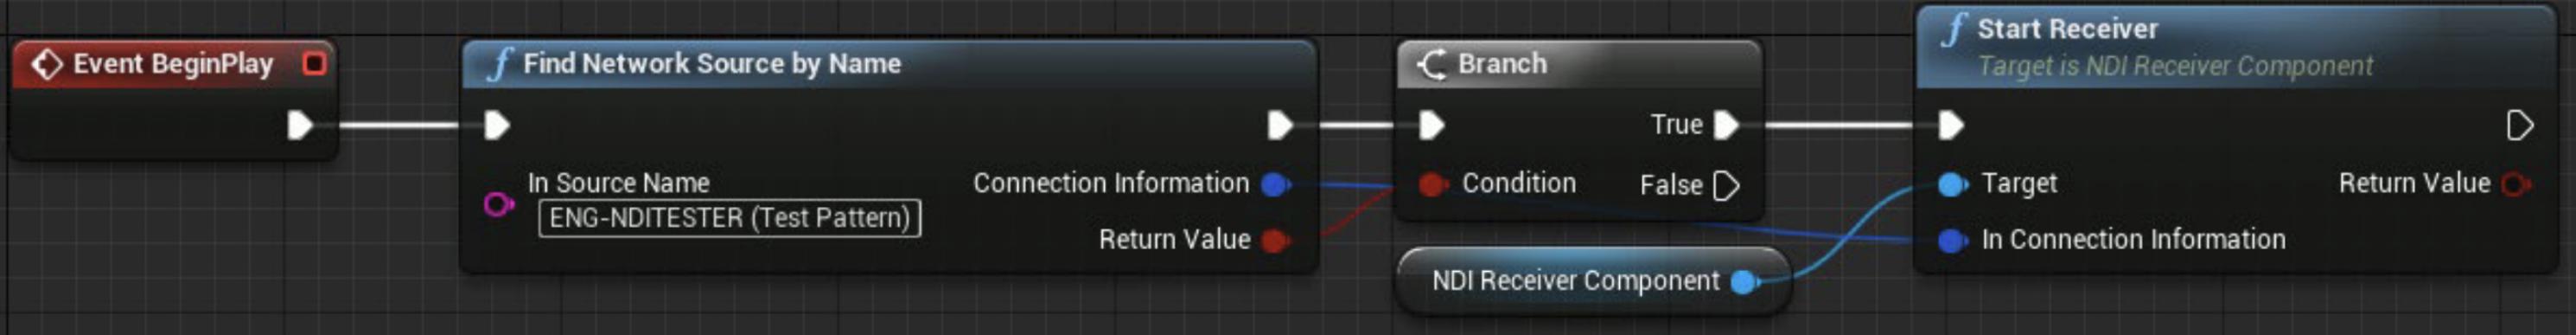 Event BeginPlay
f Find Network Source by Name
In Source Name
ENG-NDITESTER (Test Pattern)
Connection Information
Return Value
Branch
True
Condition
False
NDI Receiver Component
f Start Receiver
Target is NDI Receiver Component
Target
Return Value
In Connection Information